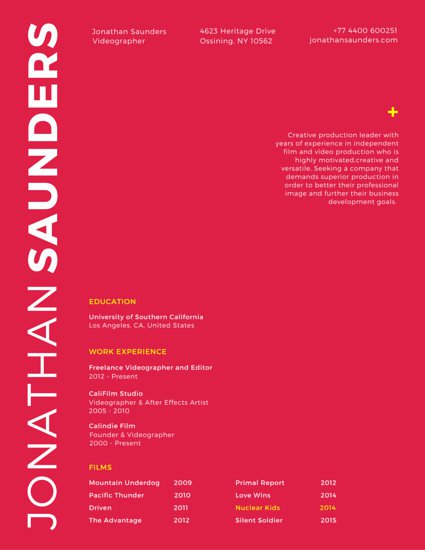 JONATHAN SAUNDERS
Jonathan Saunders
Videographer
4623 Heritage Drive
Ossining, NY 10562
+77 4400 600251
jonathansaunders.com
+
Creative production leader with
years of experience in independent
film and video production who is
highly motivated,creative and
versatile. Seeking a company that
demands superior production in
order to better their professional
image and further their business
development goals.
EDUCATION
University of Southern California
Los Angeles, CA, United States
WORK EXPERIENCE
Freelance Videographer and Editor
2012 - Present
CaliFilm Studio
Videographer & After Effects Artist
2005 - 2010
Calindie Film
Founder & Videographer
2000 - Present
FILMS
Mountain Underdog 2009
Pacific Thunder 2010
Driven 2011
The Advantage 2012
Primal Report 2012
Love Wins 2014
Nuclear Kids 2014
Silent Soldier 2015